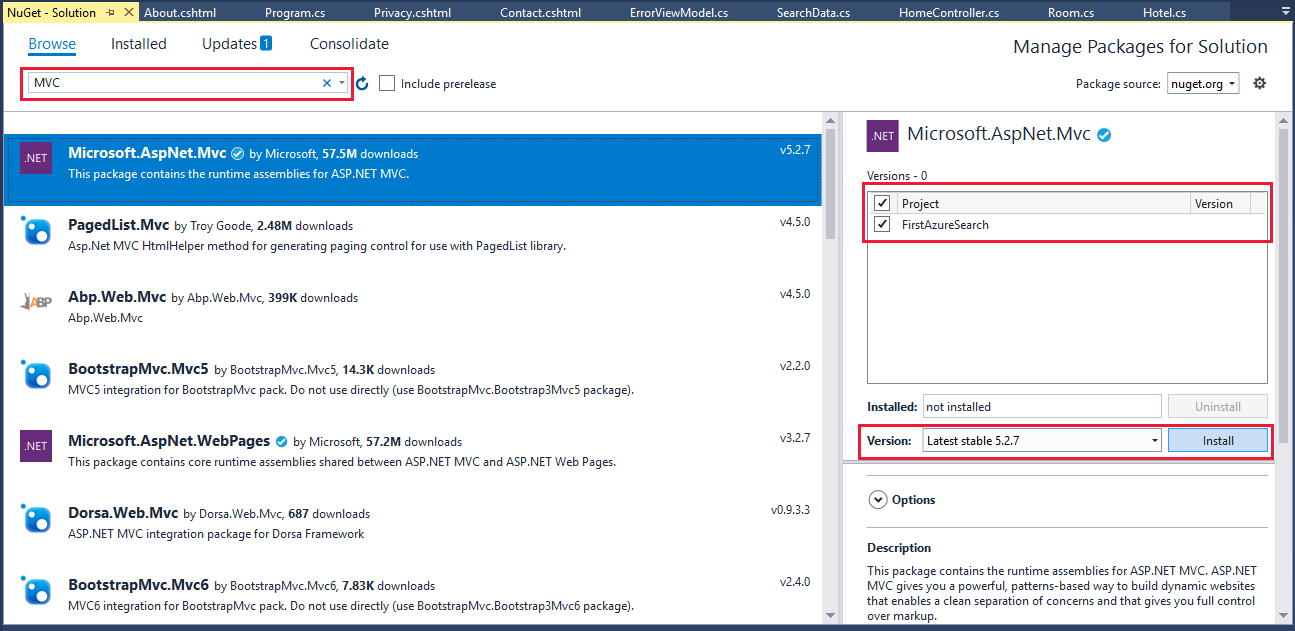 NuGet - Solution
About.cshtml
Program.cs
Privacy.cshtml
Contact.cshtml
ErrorViewModel.cs
SearchData.cs
HomeController.cs
Room.cs
Hotel.cs
Browse
Installed
Updates 1
Consolidate
Manage Packages for Solution
MVC
Include prerelease
Package source: nuget.org
.NET
Microsoft.AspNet.Mvc by Microsoft, 57.5M downloads
v5.2.7
This package contains the runtime assemblies for ASP.NET MVC.
PagedList.Mvc by Troy Goode, 2.48M downloads
v4.5.0
Asp.Net MVC HtmlHelper method for generating paging control for use with PagedList library.
ABP
Abp.Web.Mvc by Abp.Web.Mvc, 399K downloads
v4.5.0
Abp.Web.Mvc
BootstrapMvc.Mvc5 by BootstrapMvc.Mvc5, 14.3K downloads
v2.2.0
MVC5 integration for BootstrapMvc pack. Do not use directly (use BootstrapMvc.Bootstrap3Mvc5 package).
.NET
Microsoft.AspNet.WebPages by Microsoft, 57.2M downloads
v3.2.7
This package contains core runtime assemblies shared between ASP.NET MVC and ASP.NET Web Pages.
Dorsa.Web.Mvc by Dorsa.Web.Mvc, 687 downloads
v0.9.3.3
ASP.NET MVC integration package for Dorsa Framework
BootstrapMvc.Mvc6 by BootstrapMvc.Mvc6, 7.83K downloads
v2.4.0
MVC6 integration for BootstrapMvc pack. Do not use directly (use BootstrapMvc.Bootstrap3Mvc6 package).
.NET
Microsoft.AspNet.Mvc
Versions - 0
Project
Version
FirstAzureSearch
Installed: not installed
Uninstall
Version: Latest stable 5.2.7
Install
Options
Description
This package contains the runtime assemblies for ASP.NET MVC. ASP.NET
MVC gives you a powerful, patterns-based way to build dynamic websites
that enables a clean separation of concerns and that gives you full control
over markup.